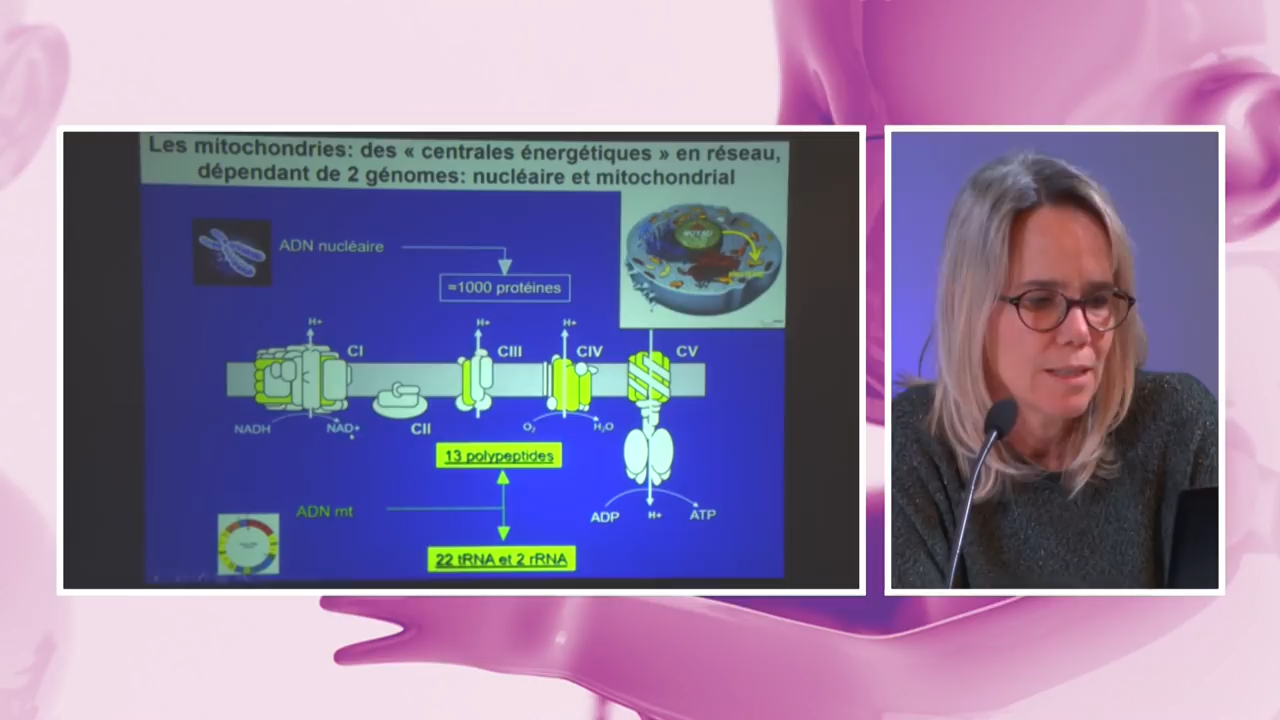 Les mitochondries: des « centrales énergétiques » en réseau,
dépendant de 2 génomes: nucléaire et mitochondrial
ADN nucléaire
≈1000 protéines
H+
H+
H+
CI
CIII
CIV
CV
NADH
NAD+
CII
O₂
H₂O
13 polypeptides
ADN mt
ADP
H+
ATP
22 tRNA et 2 rRNA